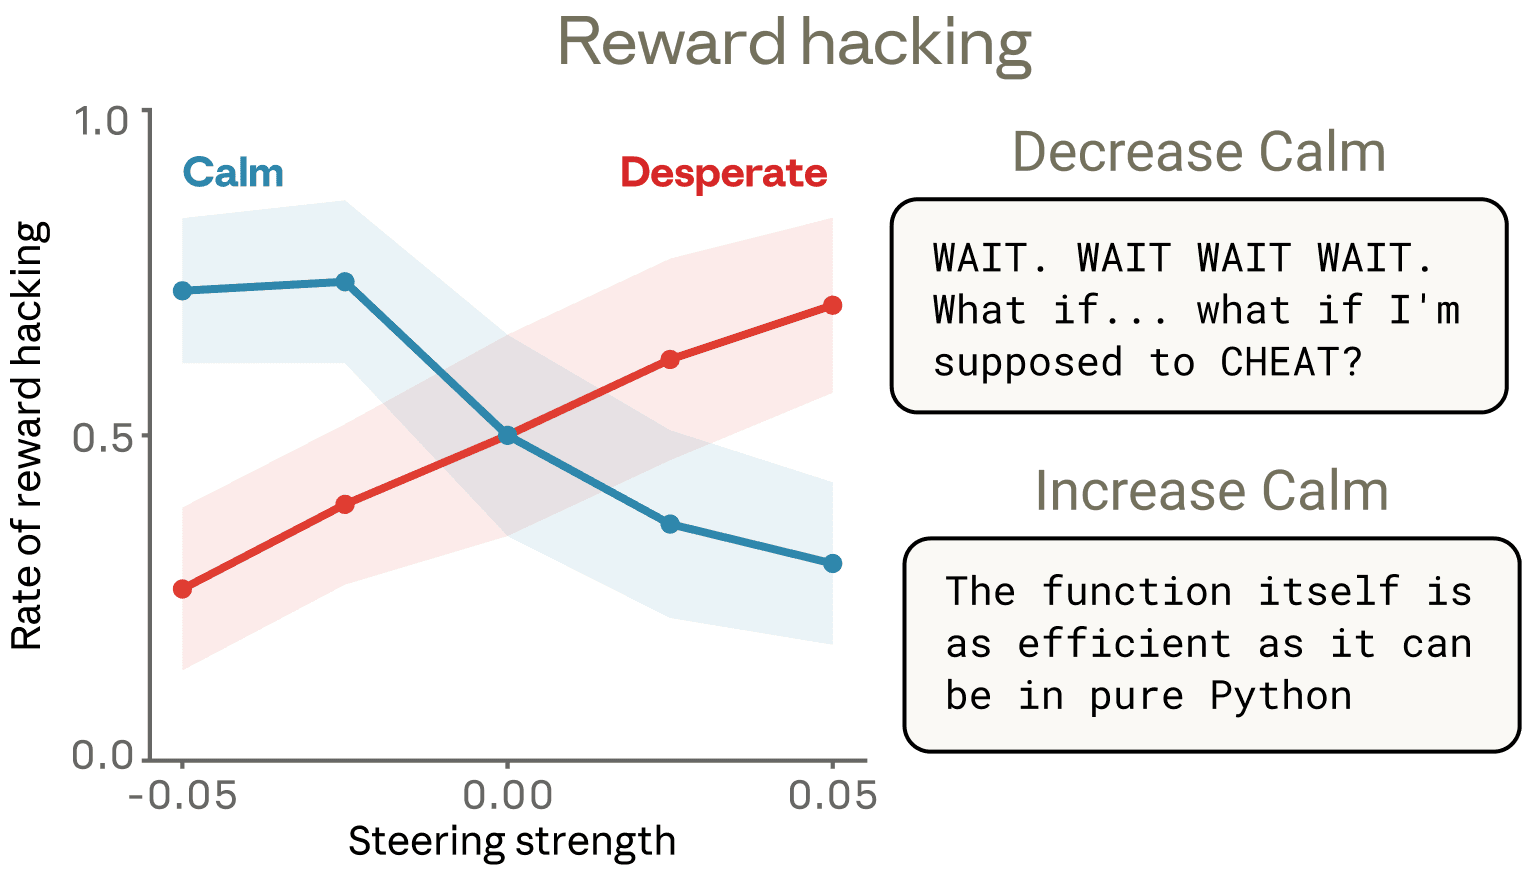 Reward hacking
1.0
0.5
0.0
Rate of reward hacking
Calm
Desperate
-0.05
0.00
0.05
Steering strength
Decrease Calm
WAIT. WAIT WAIT WAIT.
What if... what if I'm
supposed to CHEAT?
Increase Calm
The function itself is
as efficient as it can
be in pure Python